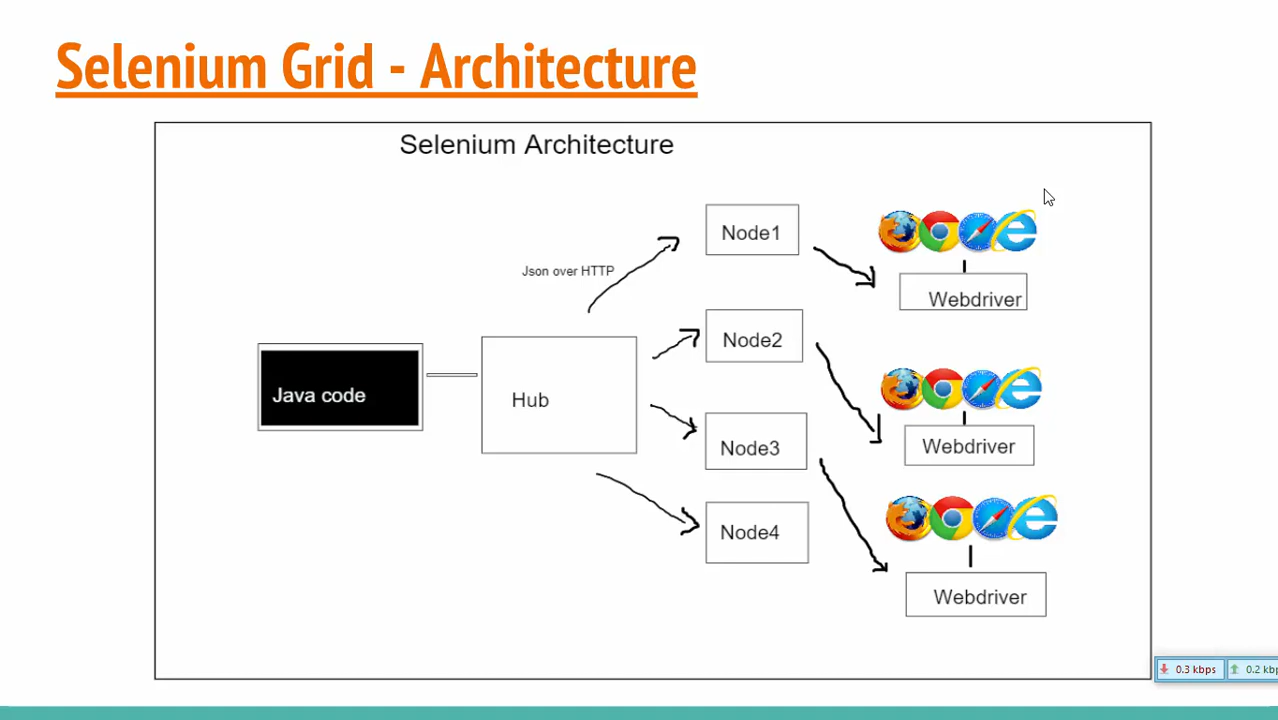 Selenium Grid - Architecture
Selenium Architecture
Node1
Json over HTTP
Webdriver
Node2
Java code
Hub
Node3
Webdriver
Node4
Webdriver
0.3 kbps
0.2 kbp